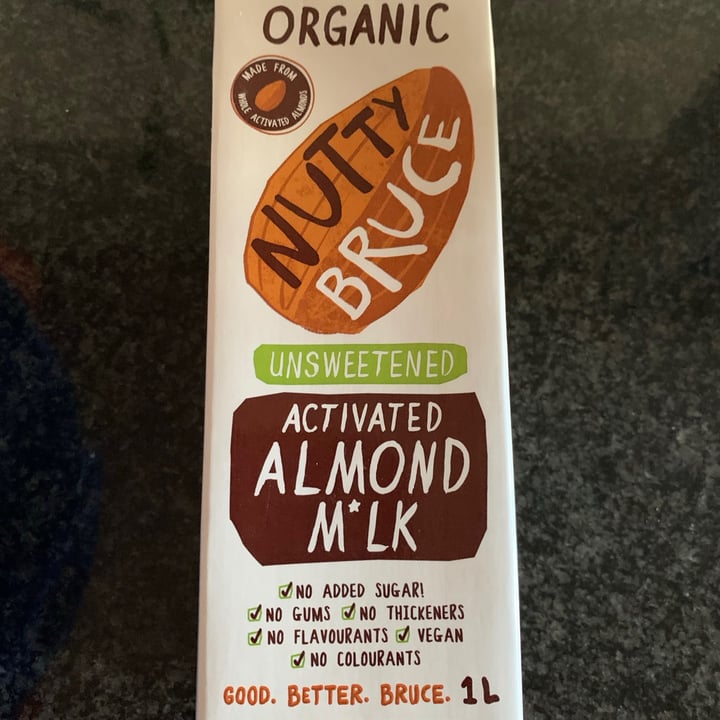 ORGANIC
MADE FROM
WHOLE ACTIVATED ALMONDS
NUTTY
BRUCE
UNSWEETENED
ACTIVATED
ALMOND
M*LK
NO ADDED SUGAR!
NO GUMS NO THICKENERS
NO FLAVOURANTS VEGAN
NO COLOURANTS
GOOD. BETTER. BRUCE. 1L